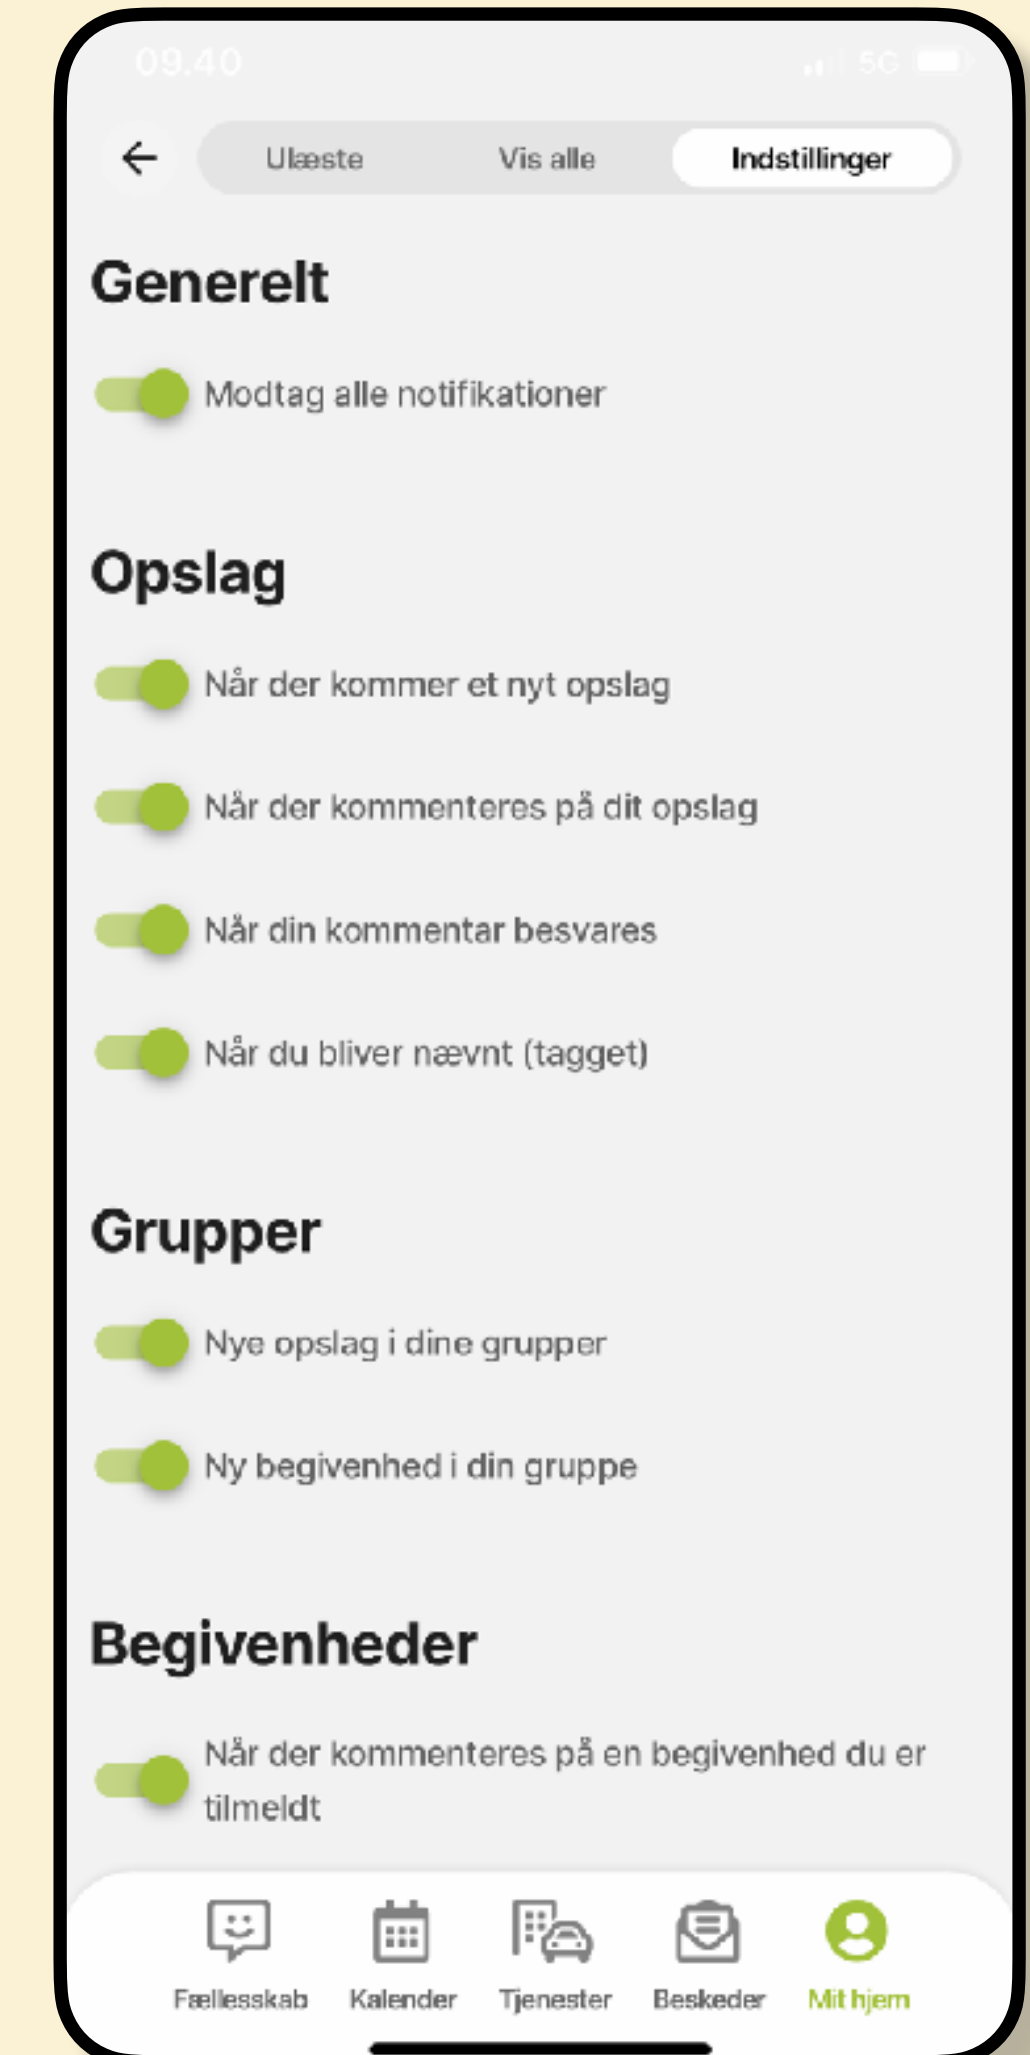 09.40 5G
Ulæste Vis alle Indstillinger
Generelt
Modtag alle notifikationer
Opslag
Når der kommer et nyt opslag
Når der kommenteres på dit opslag
Når din kommentar besvares
Når du bliver nævnt (tagget)
Grupper
Nye opslag i dine grupper
Ny begivenhed i din gruppe
Begivenheder
Når der kommenteres på en begivenhed du er
tilmeldt
Fællesskab Kalender Tjenester Beskeder Mit hjem